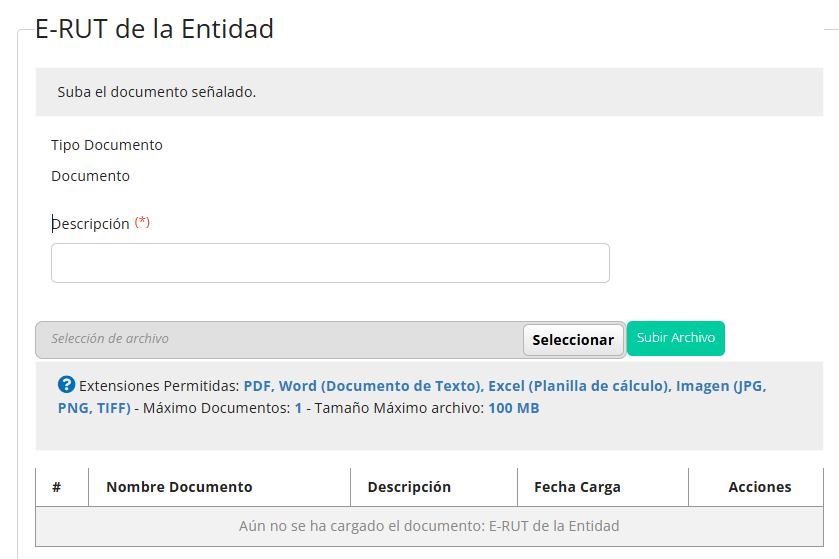 E-RUT de la Entidad
Suba el documento señalado.
Tipo Documento
Documento
Descripción (*)
Selección de archivo Seleccionar Subir Archivo
? Extensiones Permitidas: PDF, Word (Documento de Texto), Excel (Planilla de cálculo), Imagen (JPG,
PNG, TIFF) - Máximo Documentos: 1 - Tamaño Máximo archivo: 100 MB
# Nombre Documento Descripción Fecha Carga Acciones
Aún no se ha cargado el documento: E-RUT de la Entidad